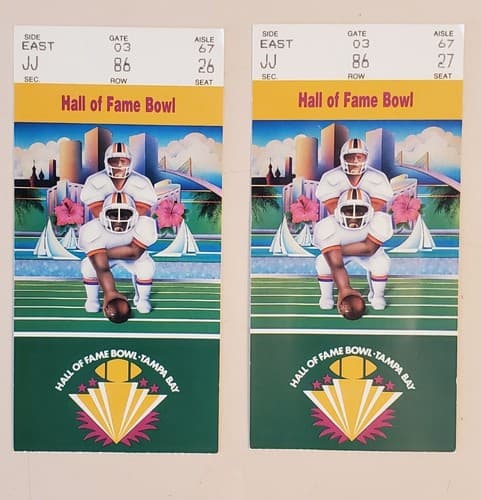 SIDE GATE AISLE
EAST 03 67
JJ 86 26
SEC. ROW SEAT
Hall of Fame Bowl
HALL OF FAME BOWL · TAMPA BAY
SIDE GATE AISLE
EAST 03 67
JJ 86 27
SEC. ROW SEAT
Hall of Fame Bowl
HALL OF FAME BOWL · TAMPA BAY